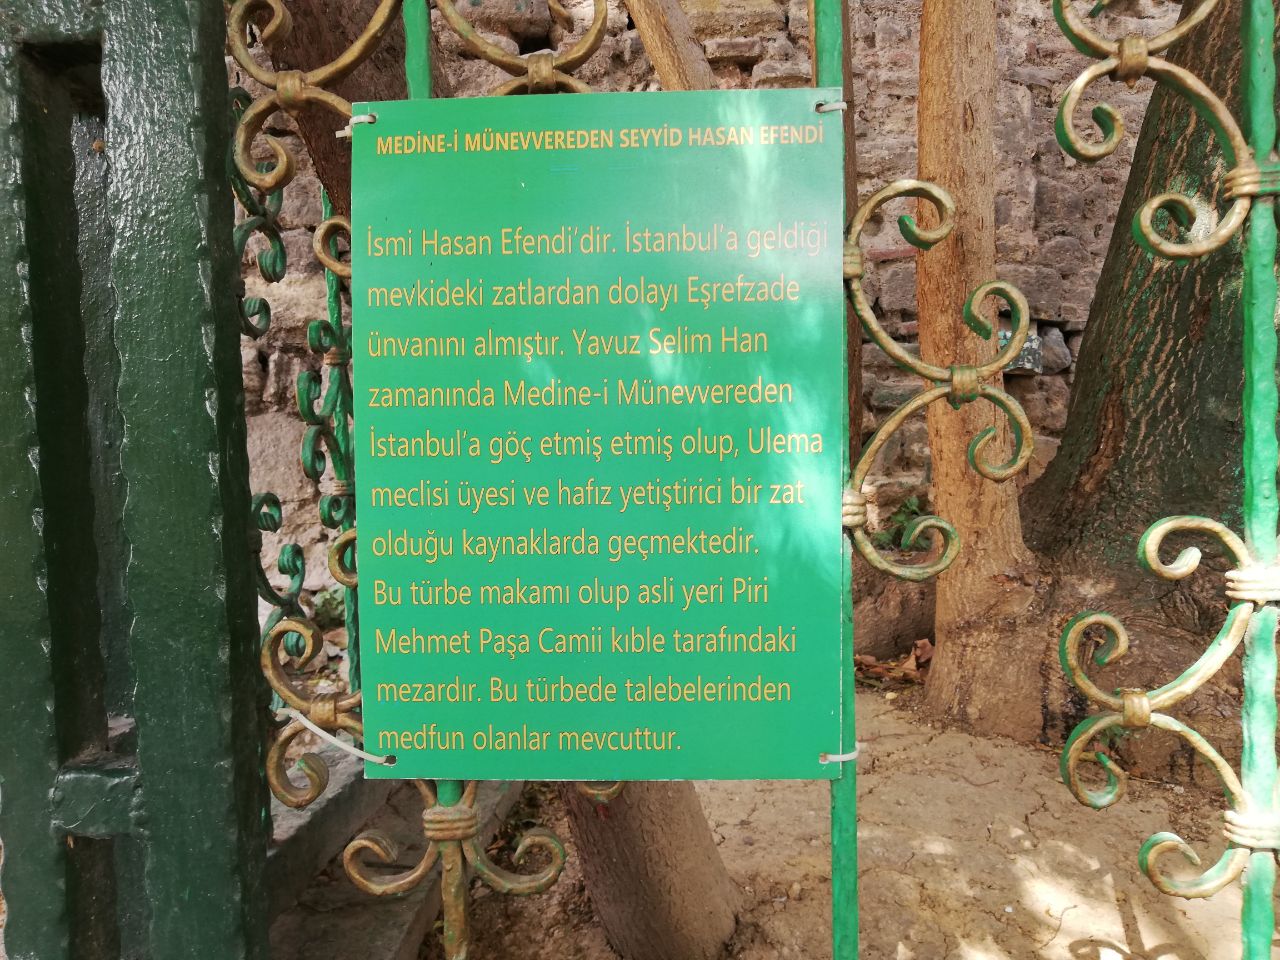 MEDİNE-İ MÜNEVVEREDEN SEYYİD HASAN EFENDİ
İsmi Hasan Efendi'dir. İstanbul'a geldiği
mevkideki zatlardan dolayı Eşrefzade
ünvanını almıştır. Yavuz Selim Han
zamanında Medine-i Münevvereden
İstanbul'a göç etmiş etmiş olup, Ulema
meclisi üyesi ve hafız yetiştirici bir zat
olduğu kaynaklarda geçmektedir.
Bu türbe makamı olup asli yeri Piri
Mehmet Paşa Camii kıble tarafındaki
mezardır. Bu türbede talebelerinden
medfun olanlar mevcuttur.